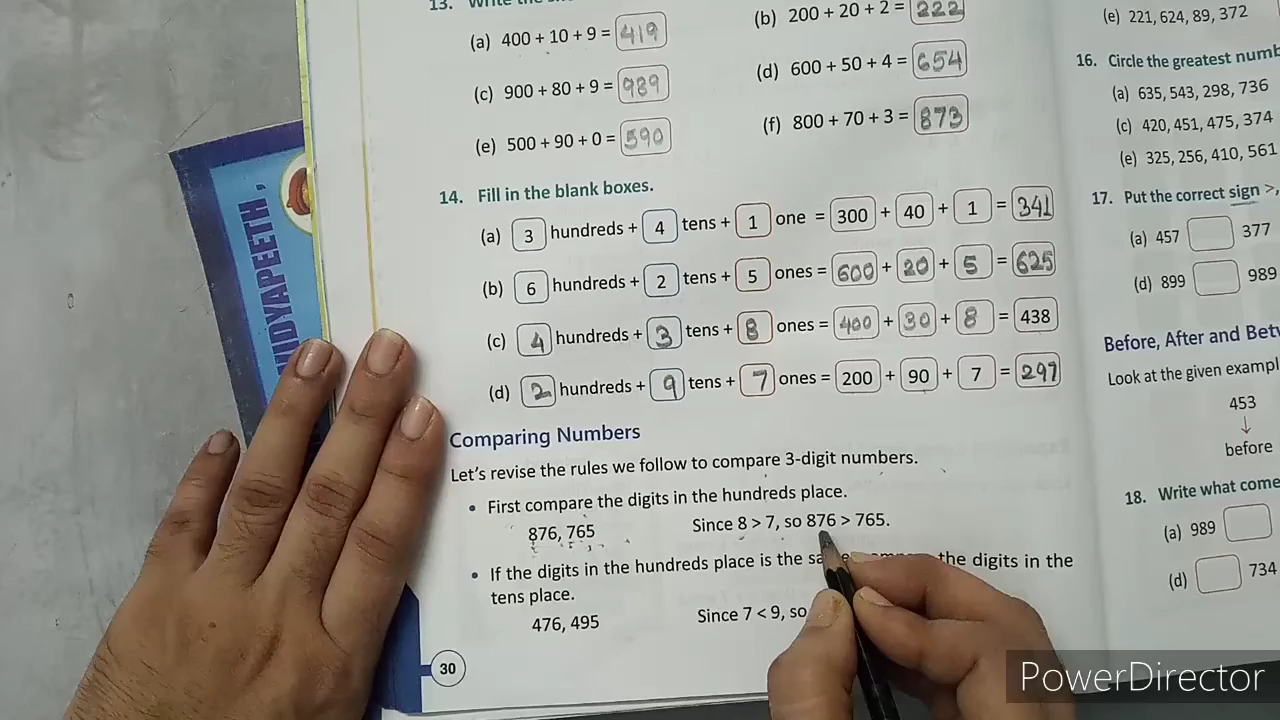 13.
(a) 400 + 10 + 9 = 419
(b) 200 + 20 + 2 = 222
(c) 900 + 80 + 9 = 989
(d) 600 + 50 + 4 = 654
(e) 500 + 90 + 0 = 590
(f) 800 + 70 + 3 = 873
14. Fill in the blank boxes.
(a) 3 hundreds + 4 tens + 1 one = 300 + 40 + 1 = 341
(b) 6 hundreds + 2 tens + 5 ones = 600 + 20 + 5 = 625
(c) 4 hundreds + 3 tens + 8 ones = 400 + 30 + 8 = 438
(d) 2 hundreds + 9 tens + 7 ones = 200 + 90 + 7 = 297
Comparing Numbers
Let's revise the rules we follow to compare 3-digit numbers.
• First compare the digits in the hundreds place.
876, 765 Since 8 > 7, so 876 > 765.
• If the digits in the hundreds place is the the digits in the
tens place.
476, 495 Since 7 < 9, so
30
(e) 221, 624, 89, 372
16. Circle the greatest
(a) 635, 543, 298, 736
(c) 420, 451, 475, 374
(e) 325, 256, 410, 561
17. Put the correct sign >,
(a) 457 377
(d) 899 989
Before, After and
Look at the given
453
↓
before
18. Write what
(a) 989
(d) 734
PowerDirector